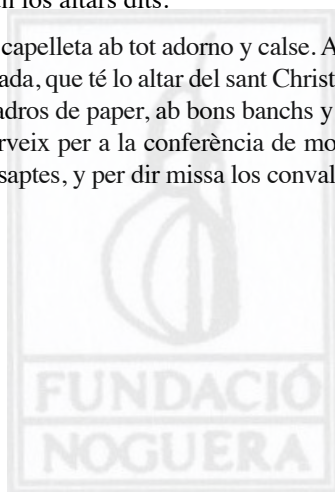 los altars dits.
capelleta ab tot adorno y calse. A
ada, que té lo altar del sant Christ
adros de paper, ab bons banchs y
rveix per a la conferència de mo
saptes, y per dir missa los conval
FUNDACIÓ
NOGUERA